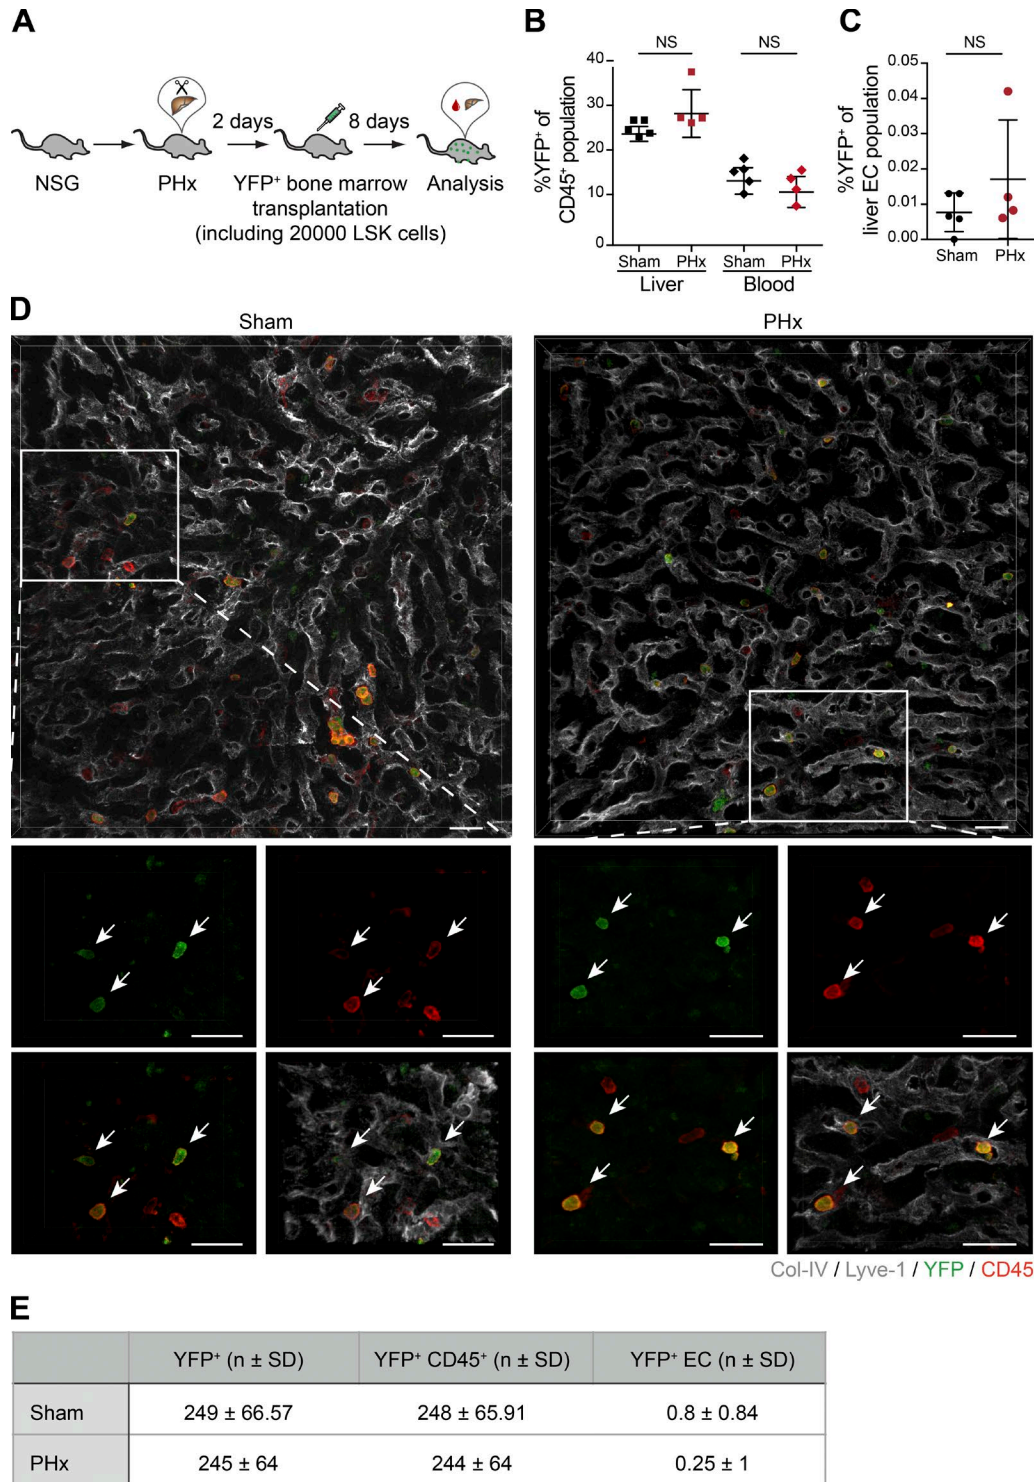 A
NSG
PHx
2 days
YFP⁺ bone marrow
transplantation
(including 20000 LSK cells)
8 days
Analysis
B
%YFP⁺ of
CD45⁺ population
40
30
20
10
0
NS
NS
Sham
PHx
Sham
PHx
Liver
Blood
C
%YFP⁺ of
liver EC population
0.05
0.04
0.03
0.02
0.01
0.00
NS
Sham
PHx
D
Sham
PHx
Col-IV / Lyve-1 / YFP / CD45
E
YFP⁺ (n ± SD)
YFP⁺ CD45⁺ (n ± SD)
YFP⁺ EC (n ± SD)
Sham
249 ± 66.57
248 ± 65.91
0.8 ± 0.84
PHx
245 ± 64
244 ± 64
0.25 ± 1